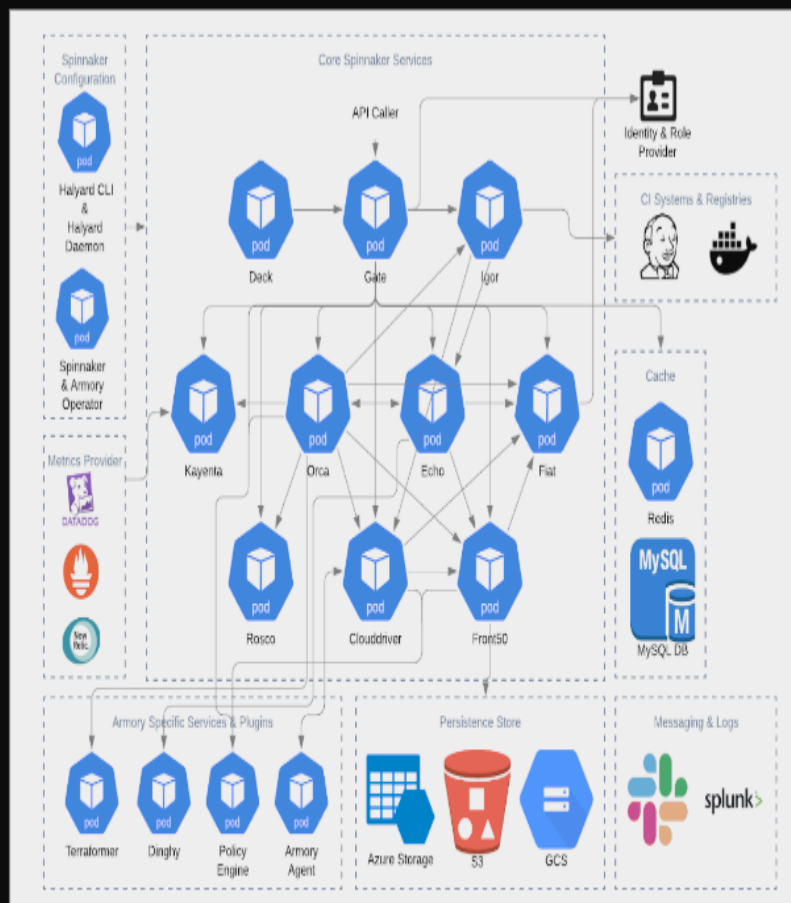 Spinnaker
Configuration
pod
Halyard CLI
&
Halyard
Daemon
pod
Spinnaker
& Armory
Operator
Metrics Provider
DATADOG
New
Relic.
Core Spinnaker Services
API Caller
pod
Deck
pod
Gate
pod
Igor
pod
Kayenta
pod
Orca
pod
Echo
pod
Fiat
pod
Rosco
pod
Clouddriver
pod
Front50
Identity & Role
Provider
CI Systems & Registries
Cache
pod
Redis
MySQL
M
MySQL DB
Armory Specific Services & Plugins
pod
Terraformer
pod
Dinghy
pod
Policy
Engine
pod
Armory
Agent
Persistence Store
Azure Storage
S3
GCS
Messaging & Logs
splunk>